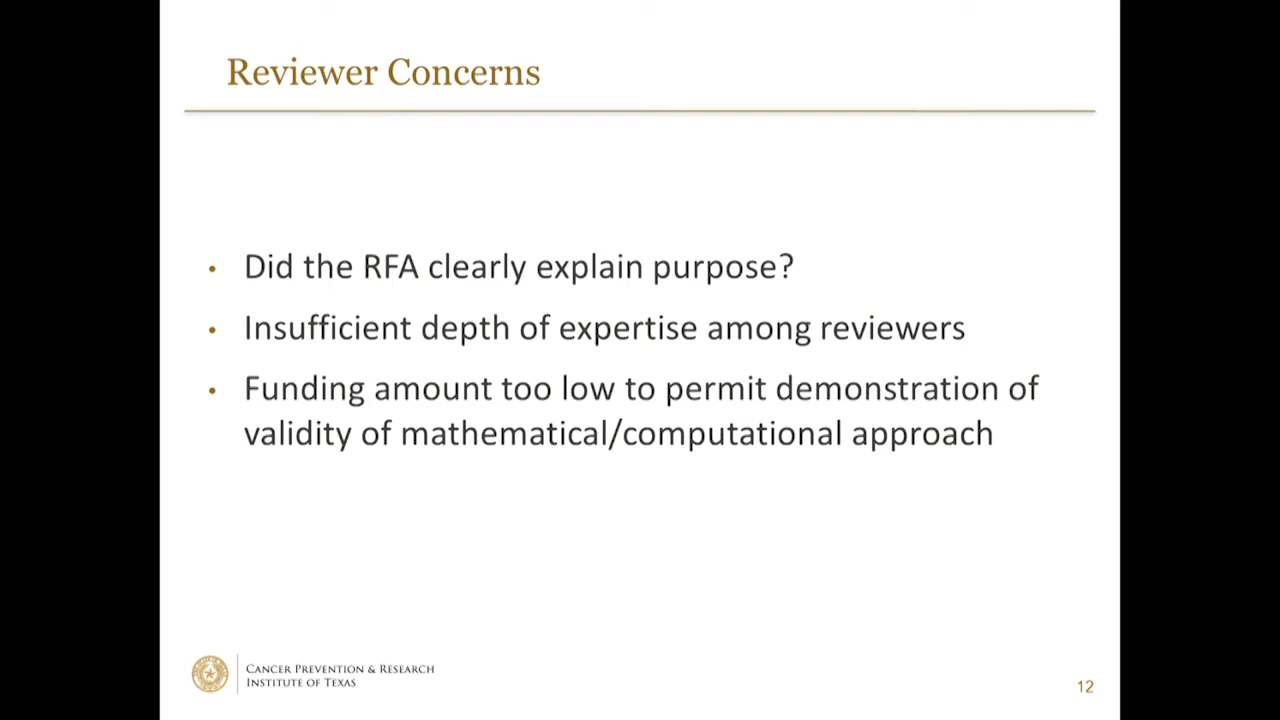 Reviewer Concerns
• Did the RFA clearly explain purpose?
• Insufficient depth of expertise among reviewers
• Funding amount too low to permit demonstration of
validity of mathematical/computational approach
CANCER PREVENTION & RESEARCH
INSTITUTE OF TEXAS
12